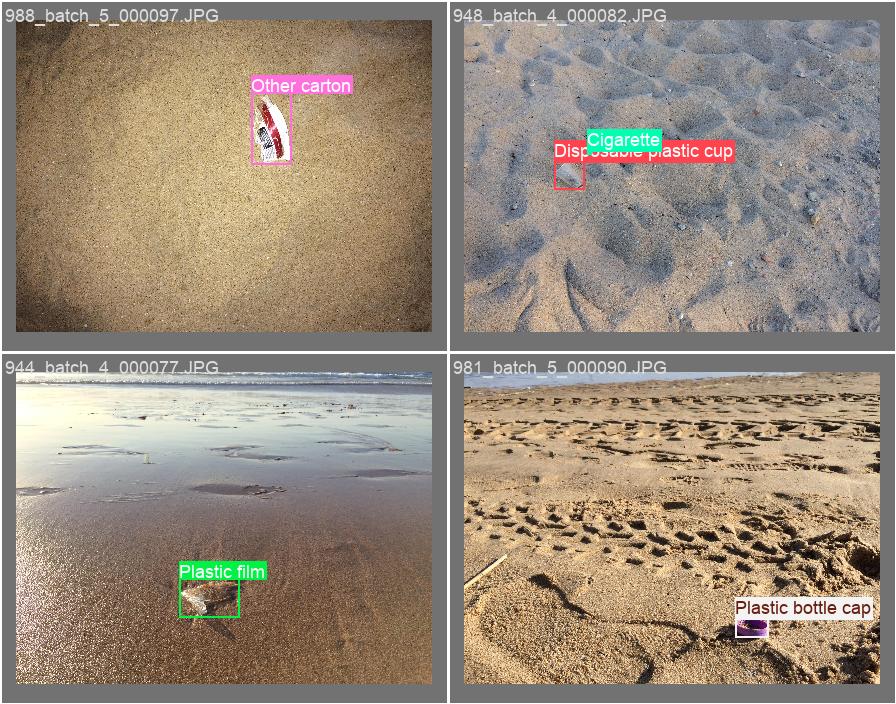 988_batch_5_000097.JPG
Other carton
948_batch_4_000082.JPG
Cigarette
Disposable plastic cup
944_batch_4_000077.JPG
Plastic film
981_batch_5_000090.JPG
Plastic bottle cap